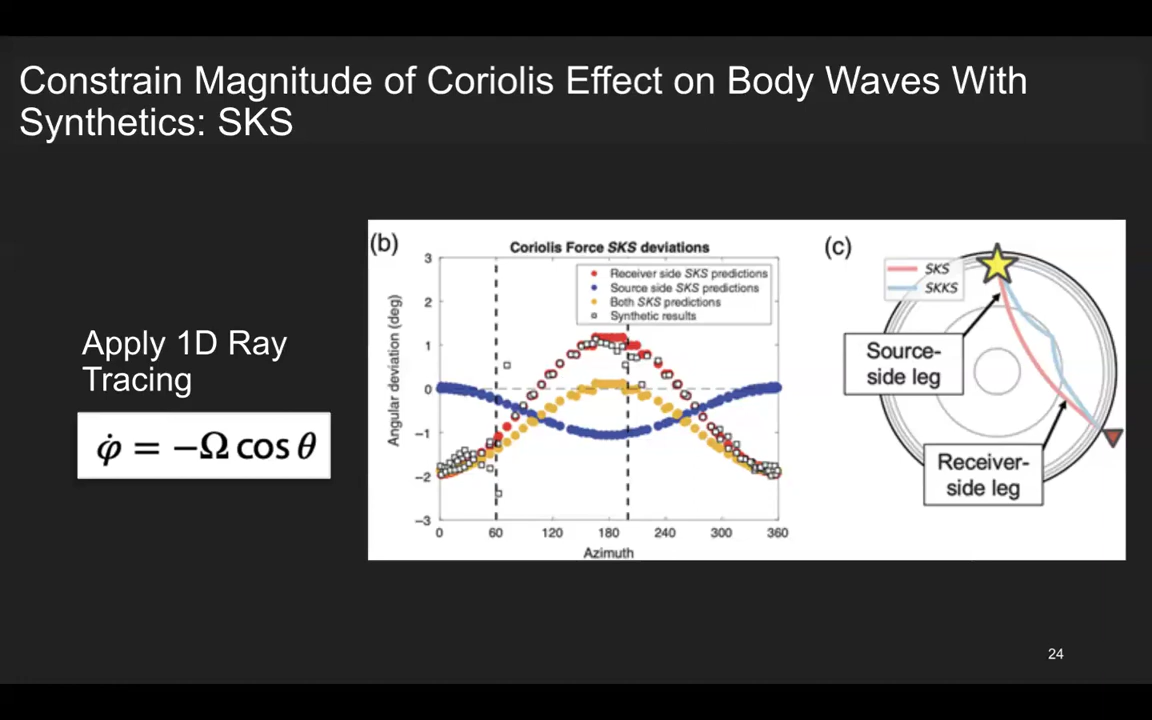 Constrain Magnitude of Coriolis Effect on Body Waves With
Synthetics: SKS
Apply 1D Ray
Tracing
φ̇ = −Ω cos θ
(b)
Coriolis Force SKS deviations
Receiver side SKS predictions
Source side SKS predictions
Both SKS predictions
Synthetic results
Angular deviation (deg)
3
2
1
0
−1
−2
−3
0 60 120 180 240 300 360
Azimuth
(c)
SKS
SKKS
Source-
side leg
Receiver-
side leg
24